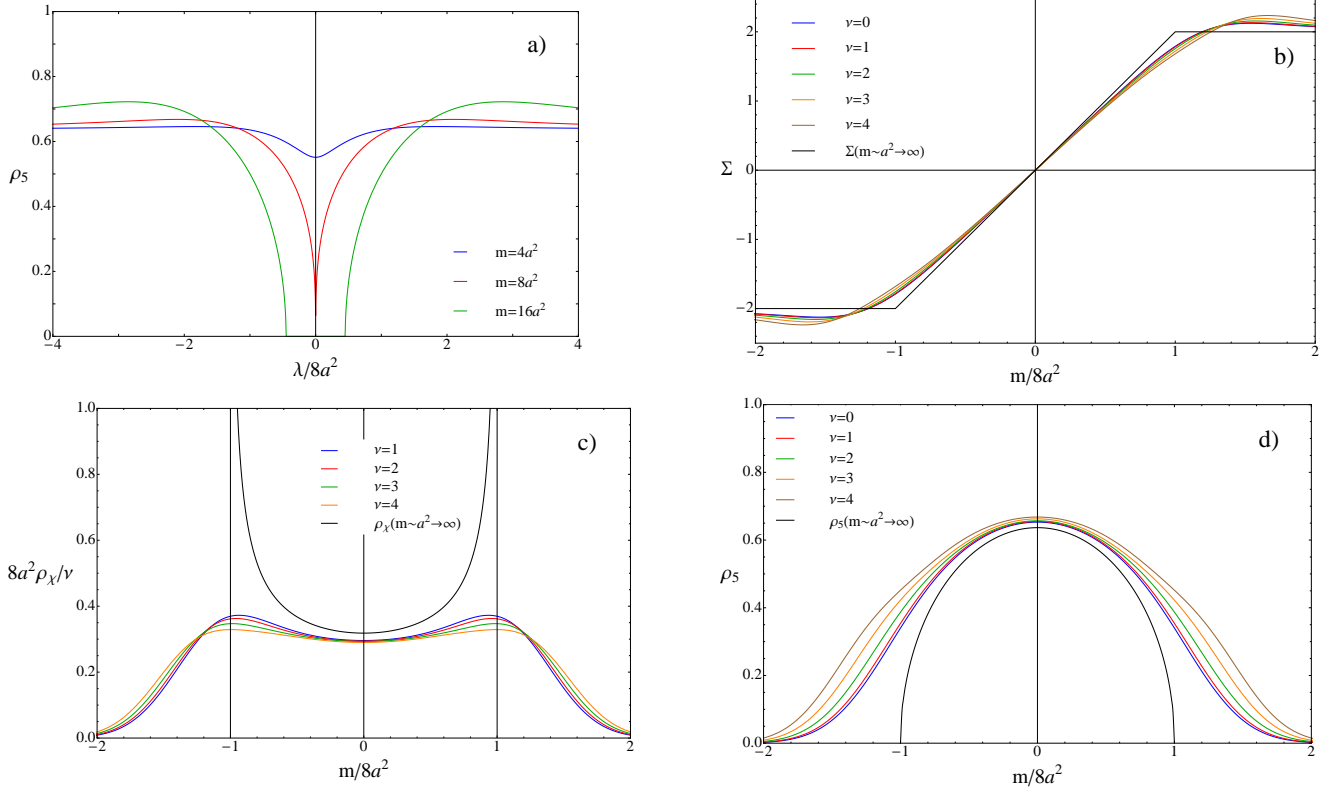 a)
1
0.8
0.6
ρ5
0.4
0.2
0
m=4a²
m=8a²
m=16a²
−4 −2 0 2 4
λ/8a²
b)
2
1
Σ 0
−1
−2
ν=0
ν=1
ν=2
ν=3
ν=4
Σ(m~a²→∞)
−2 −1 0 1 2
m/8a²
c)
1.0
0.8
0.6
8a²ρχ/ν
0.4
0.2
0.0
ν=1
ν=2
ν=3
ν=4
ρχ(m~a²→∞)
−2 −1 0 1 2
m/8a²
d)
1.0
0.8
0.6
ρ5
0.4
0.2
0.0
ν=0
ν=1
ν=2
ν=3
ν=4
ρ5(m~a²→∞)
−2 −1 0 1 2
m/8a²